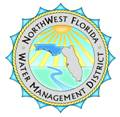 NORTHWEST FLORIDA
WATER MANAGEMENT DISTRICT